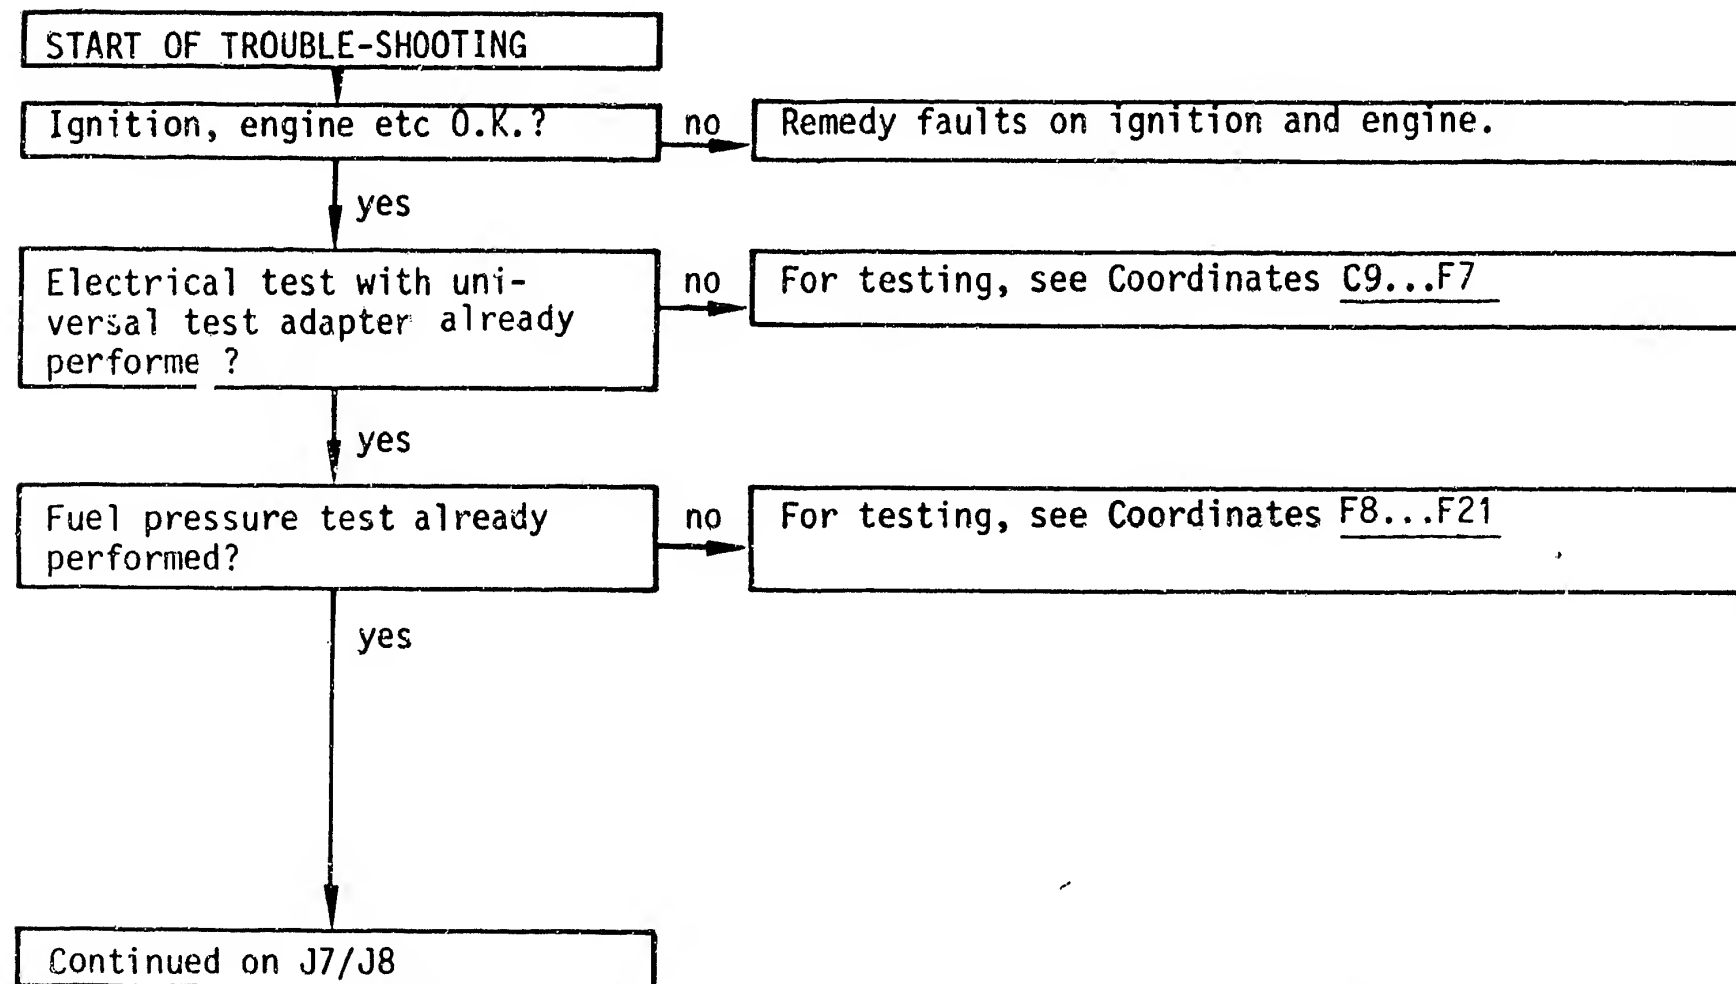 START OF TROUBLE-SHOOTING
Ignition, engine etc O.K.?
no
Remedy faults on ignition and engine.
yes
Electrical test with uni-
versal test adapter already
performe ?
no
For testing, see Coordinates C9...F7
yes
Fuel pressure test already
performed?
no
For testing, see Coordinates F8...F21
yes
Continued on J7/J8